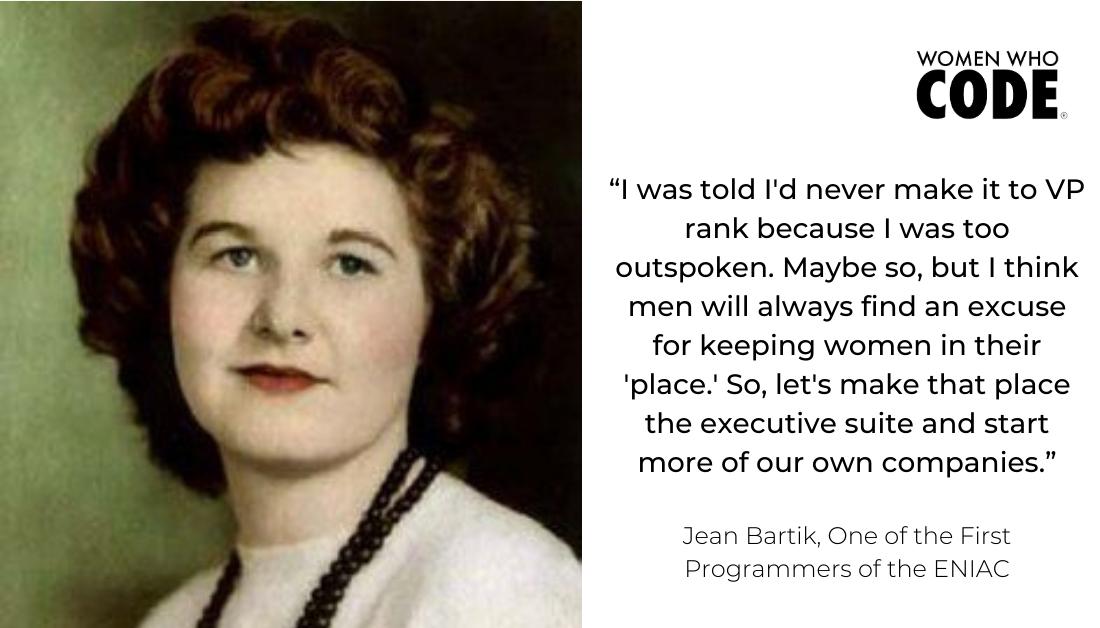 WOMEN WHO
CODE®
“I was told I'd never make it to VP
rank because I was too
outspoken. Maybe so, but I think
men will always find an excuse
for keeping women in their
'place.' So, let's make that place
the executive suite and start
more of our own companies.”
Jean Bartik, One of the First
Programmers of the ENIAC